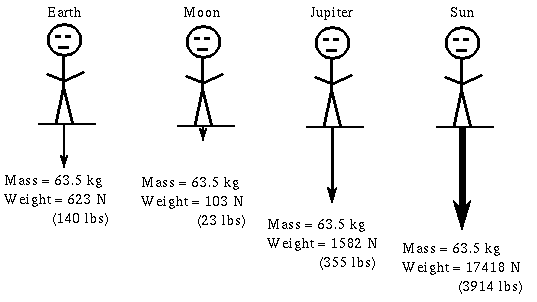 Earth
Mass = 63.5 kg
Weight = 623 N
(140 lbs)
Moon
Mass = 63.5 kg
Weight = 103 N
(23 lbs)
Jupiter
Mass = 63.5 kg
Weight = 1582 N
(355 lbs)
Sun
Mass = 63.5 kg
Weight = 17418 N
(3914 lbs)